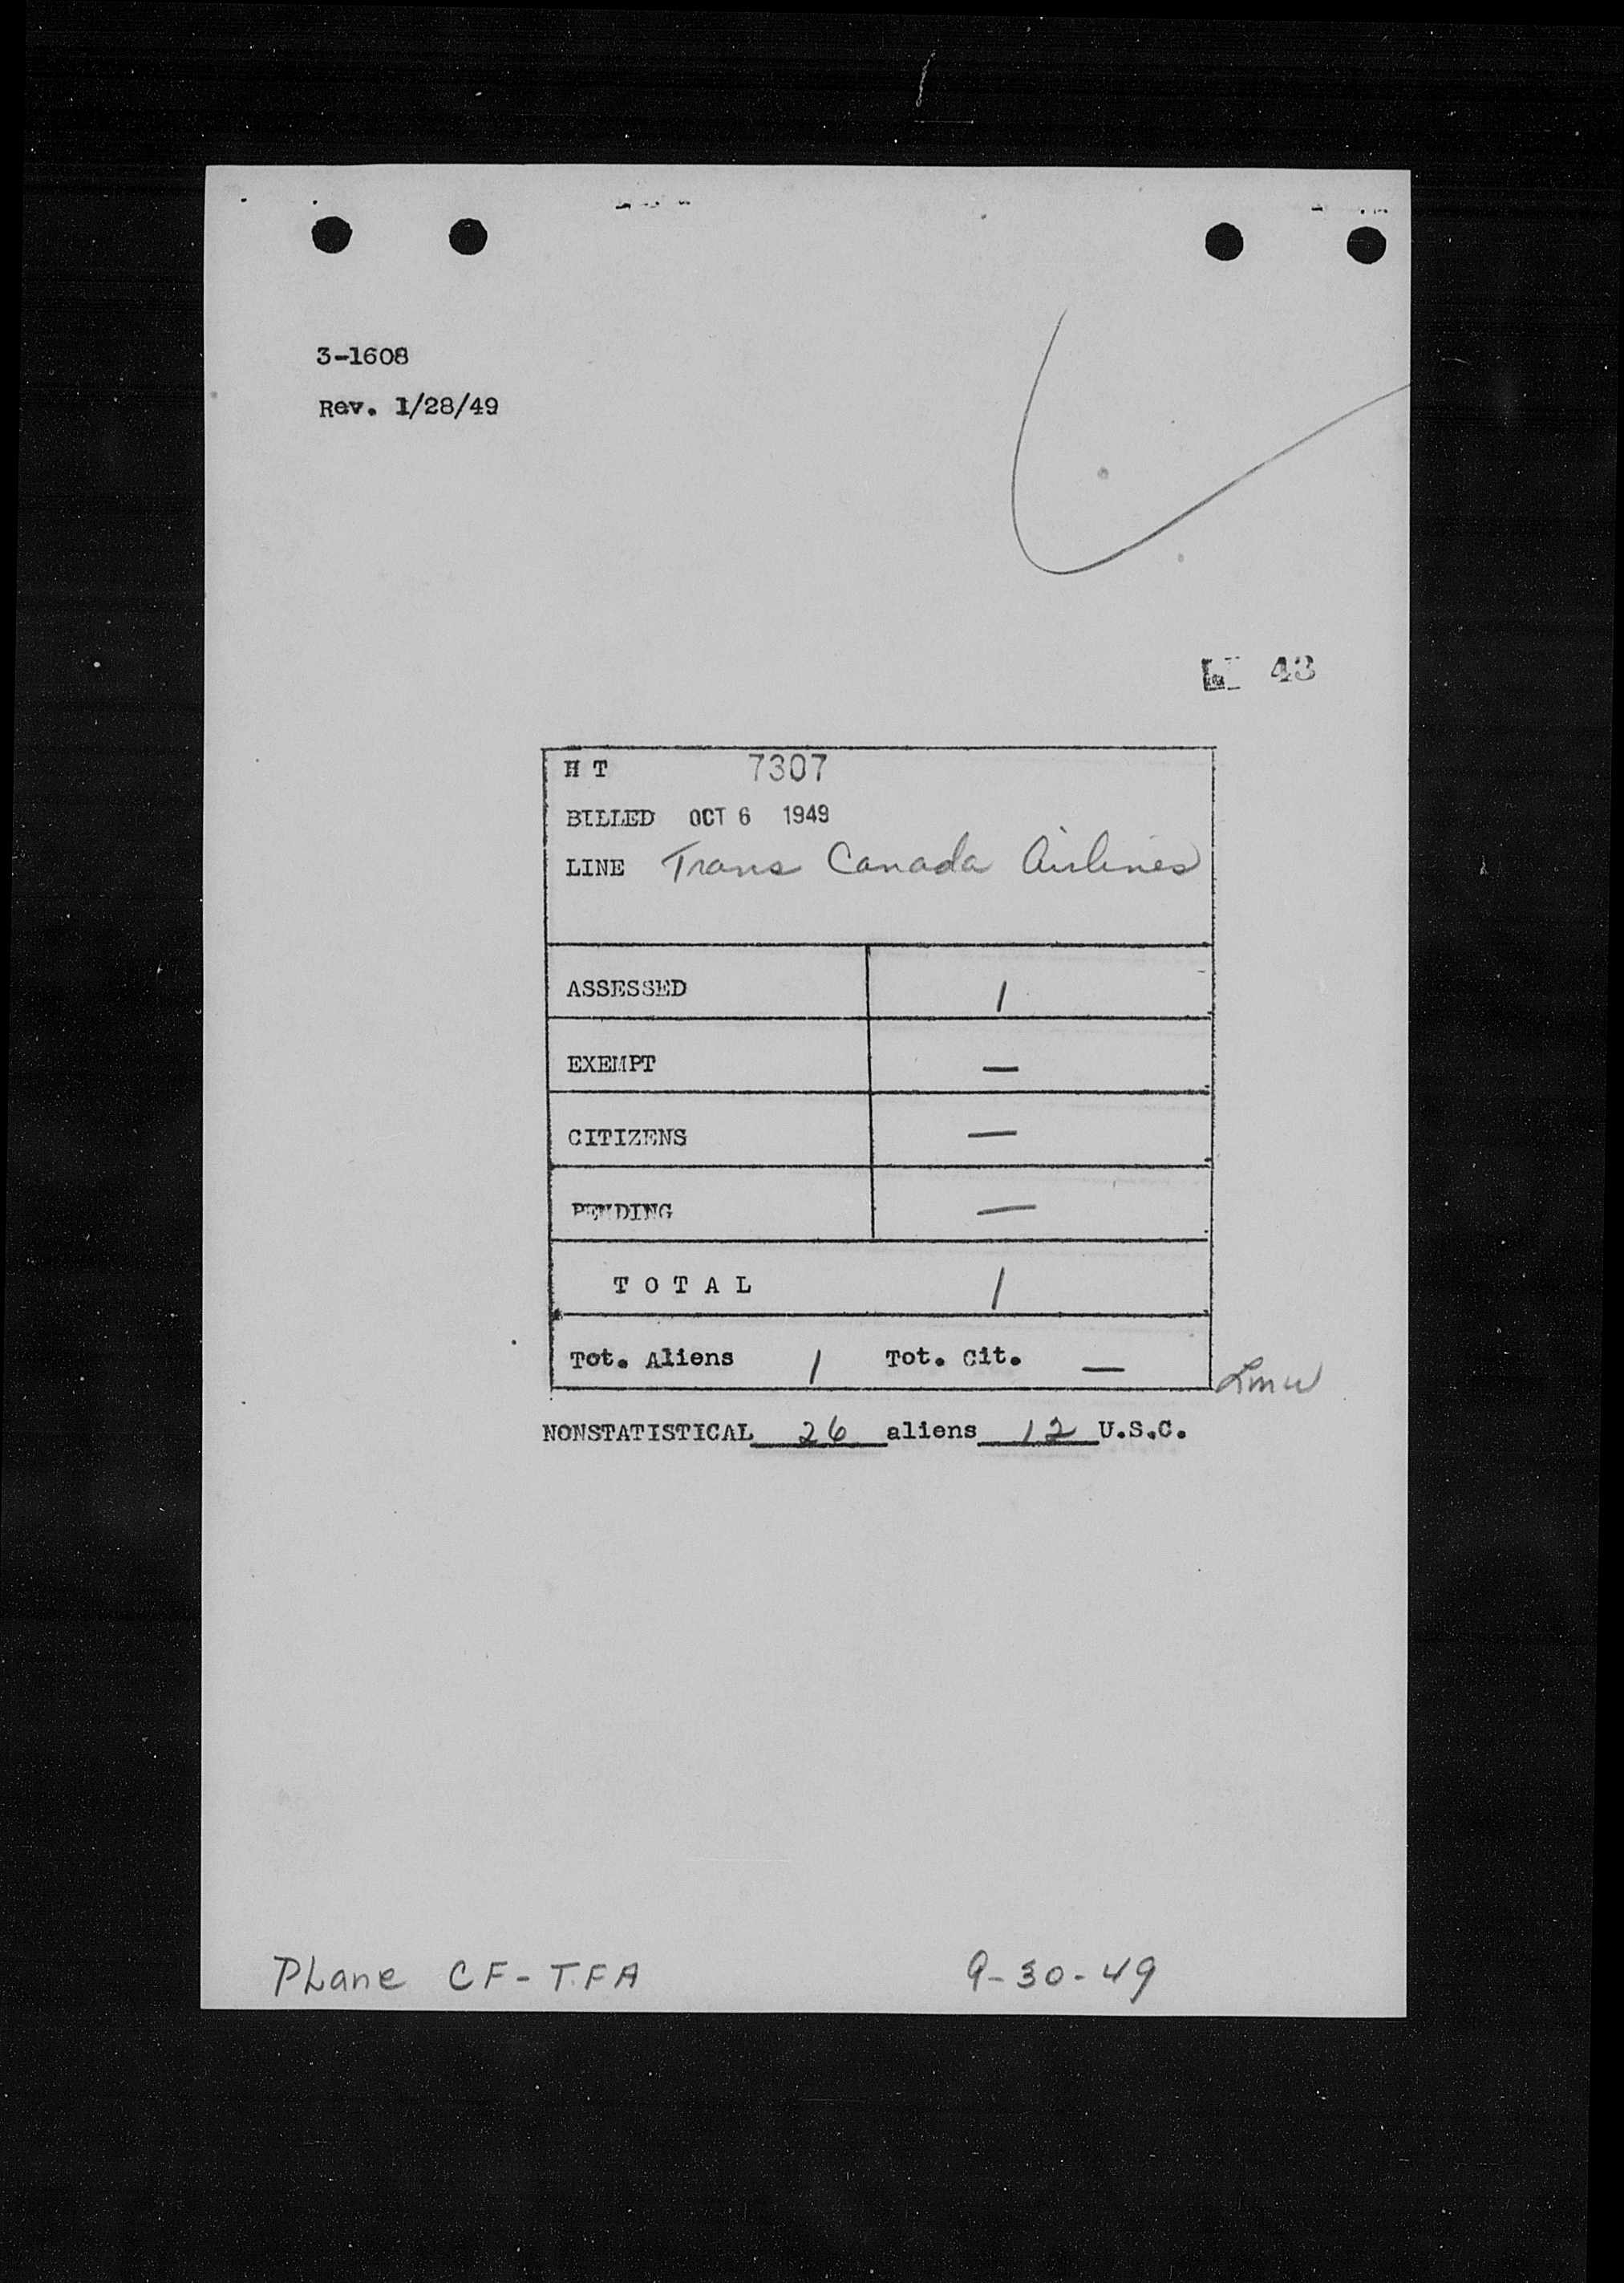 3-1608
Rev. 1/28/49
43
H T 7307
BILLED OCT 6 1949
LINE Trans Canada Airlines
ASSESSED 1
EXEMPT —
CITIZENS —
PENDING —
T O T A L 1
Tot. Aliens 1 Tot. Cit. —
Lmw
NONSTATISTICAL 26 aliens 12 U.S.C.
PLane CF-TFA 9-30-49